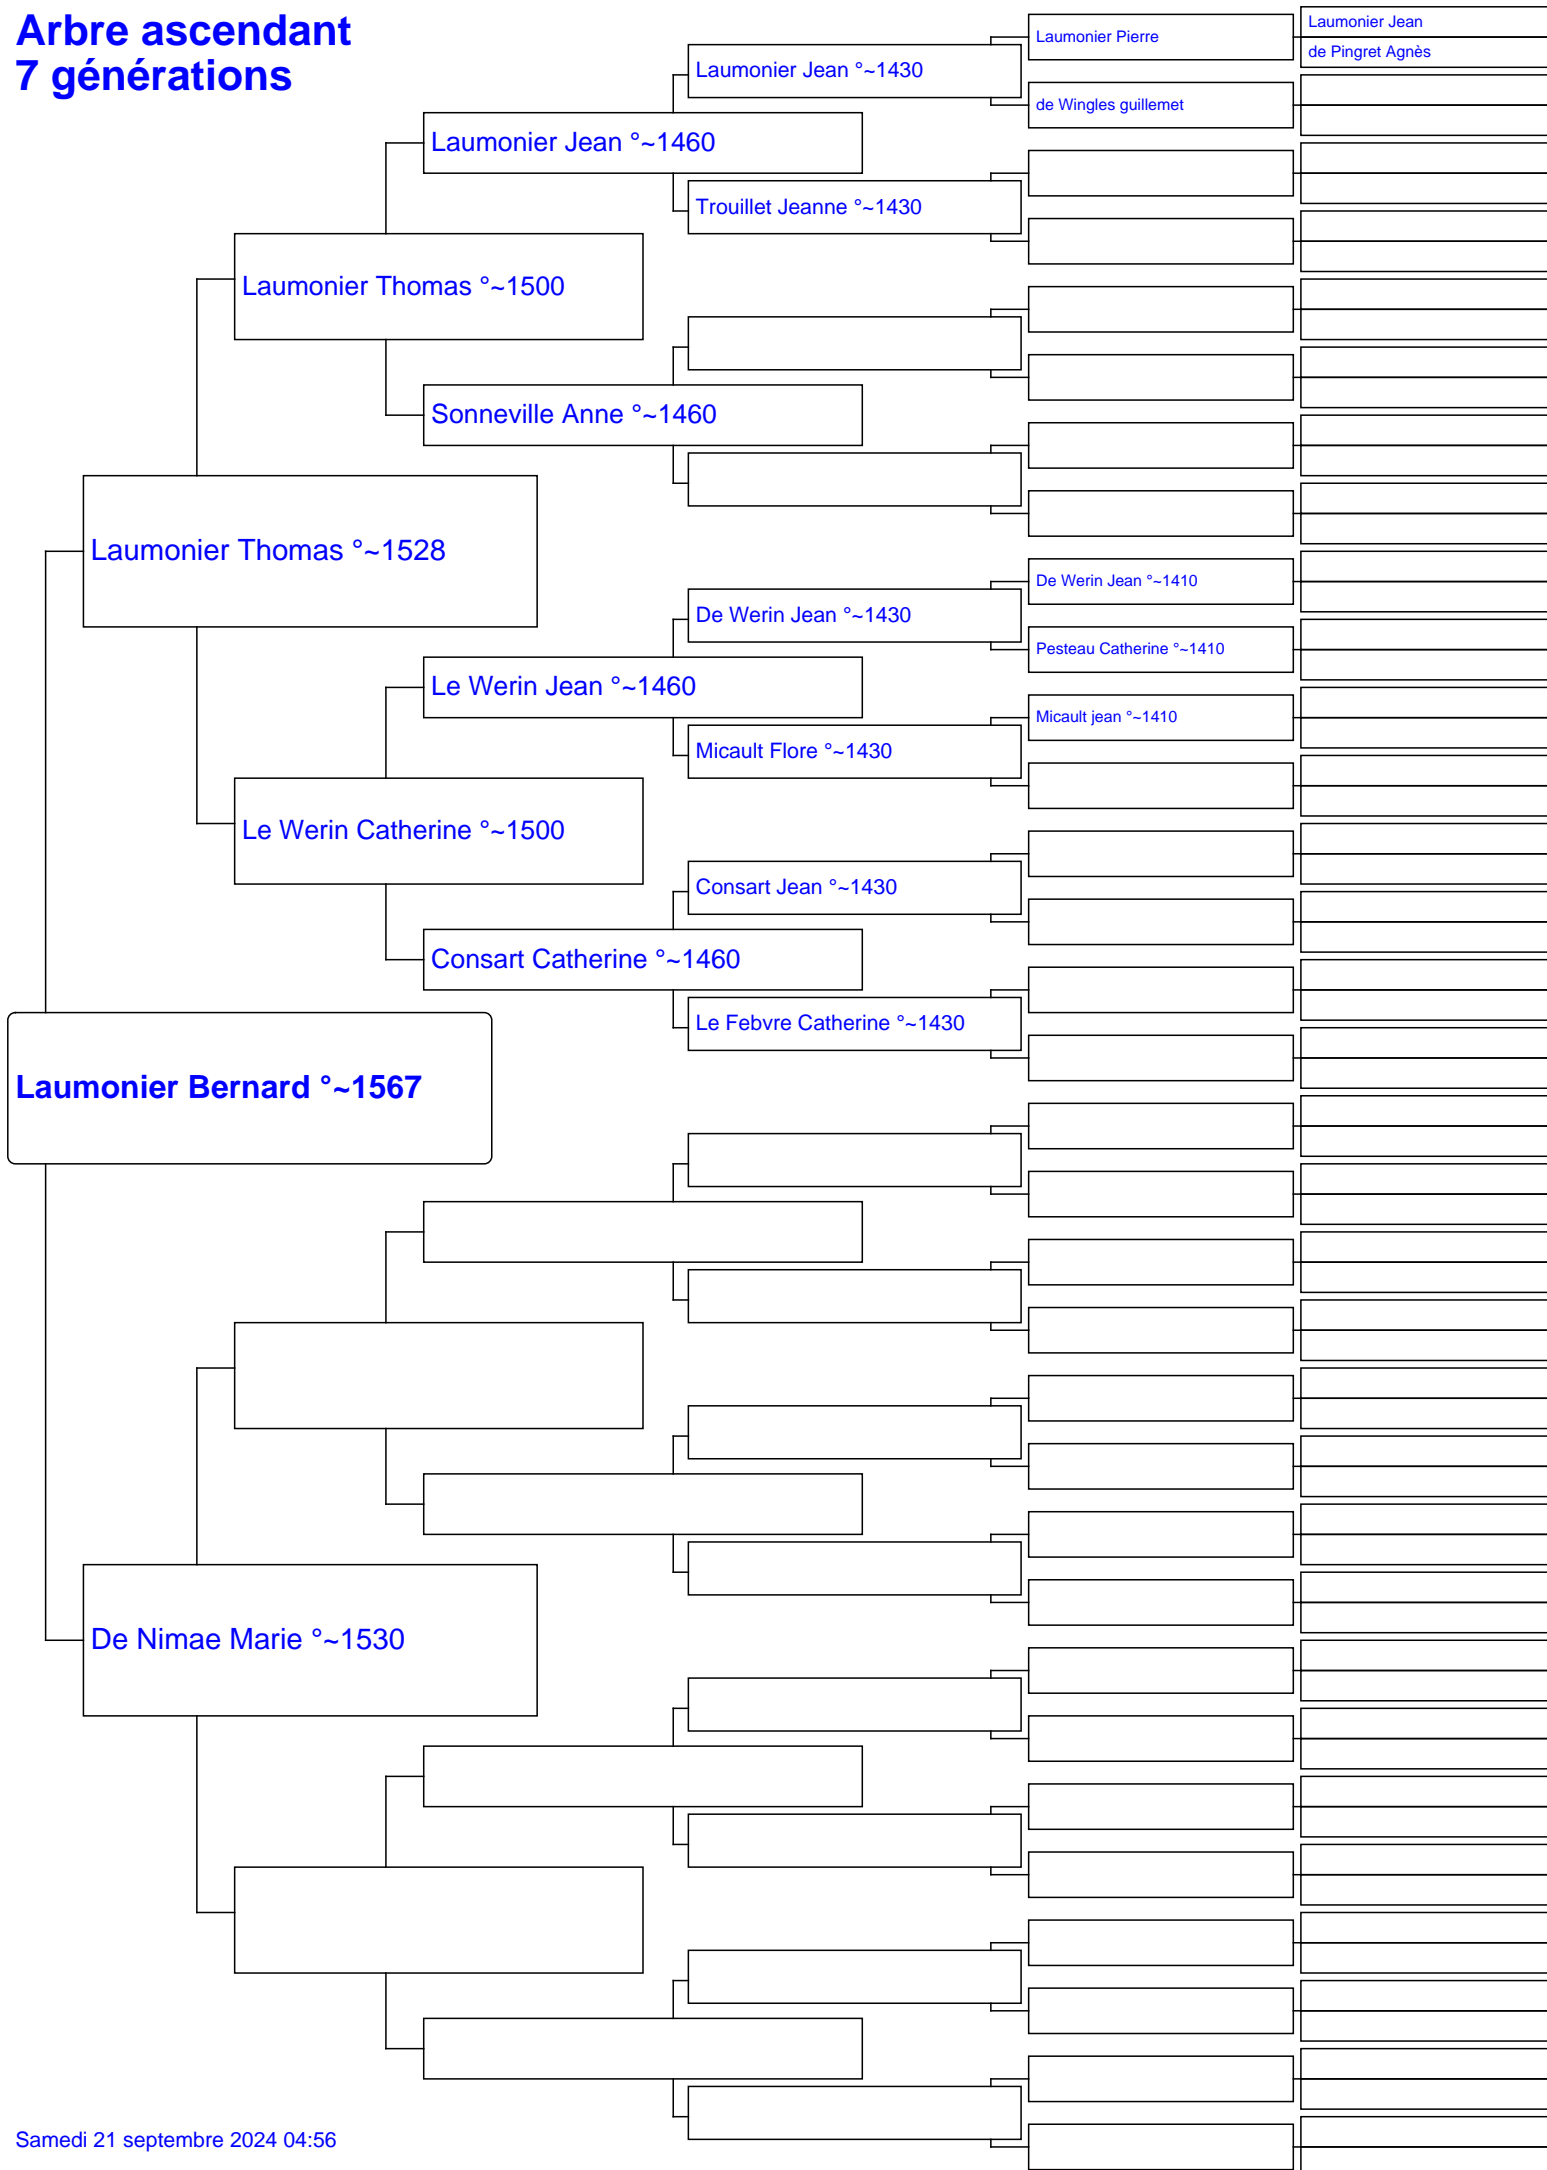 Arbre ascendant
7 générations
Laumonier Jean
de Pingret Agnès
Laumonier Pierre
Laumonier Jean °~1430
de Wingles guillemet
Laumonier Jean °~1460
Trouillet Jeanne °~1430
Laumonier Thomas °~1500
Sonneville Anne °~1460
Laumonier Thomas °~1528
De Werin Jean °~1410
De Werin Jean °~1430
Pesteau Catherine °~1410
Le Werin Jean °~1460
Micault jean °~1410
Micault Flore °~1430
Le Werin Catherine °~1500
Consart Jean °~1430
Consart Catherine °~1460
Le Febvre Catherine °~1430
Laumonier Bernard °~1567
De Nimae Marie °~1530
Samedi 21 septembre 2024 04:56